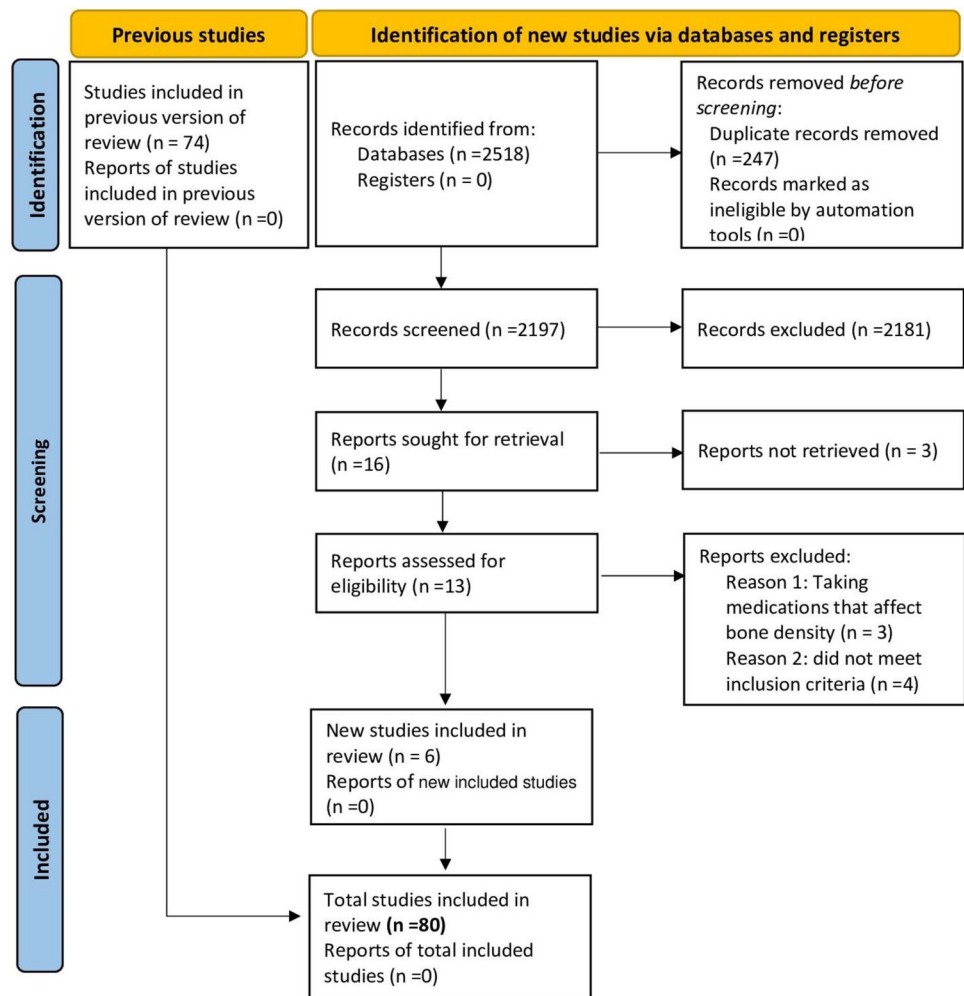 Previous studies
Identification of new studies via databases and registers
Identification
Studies included in
previous version of
review (n = 74)
Reports of studies
included in previous
version of review (n =0)
Records identified from:
Databases (n =2518)
Registers (n = 0)
Records removed before
screening:
Duplicate records removed
(n =247)
Records marked as
ineligible by automation
tools (n =0)
Screening
Records screened (n =2197)
Records excluded (n =2181)
Reports sought for retrieval
(n =16)
Reports not retrieved (n = 3)
Reports assessed for
eligibility (n =13)
Reports excluded:
Reason 1: Taking
medications that affect
bone density (n = 3)
Reason 2: did not meet
inclusion criteria (n =4)
Included
New studies included in
review (n = 6)
Reports of new included studies
(n =0)
Total studies included in
review (n =80)
Reports of total included
studies (n =0)